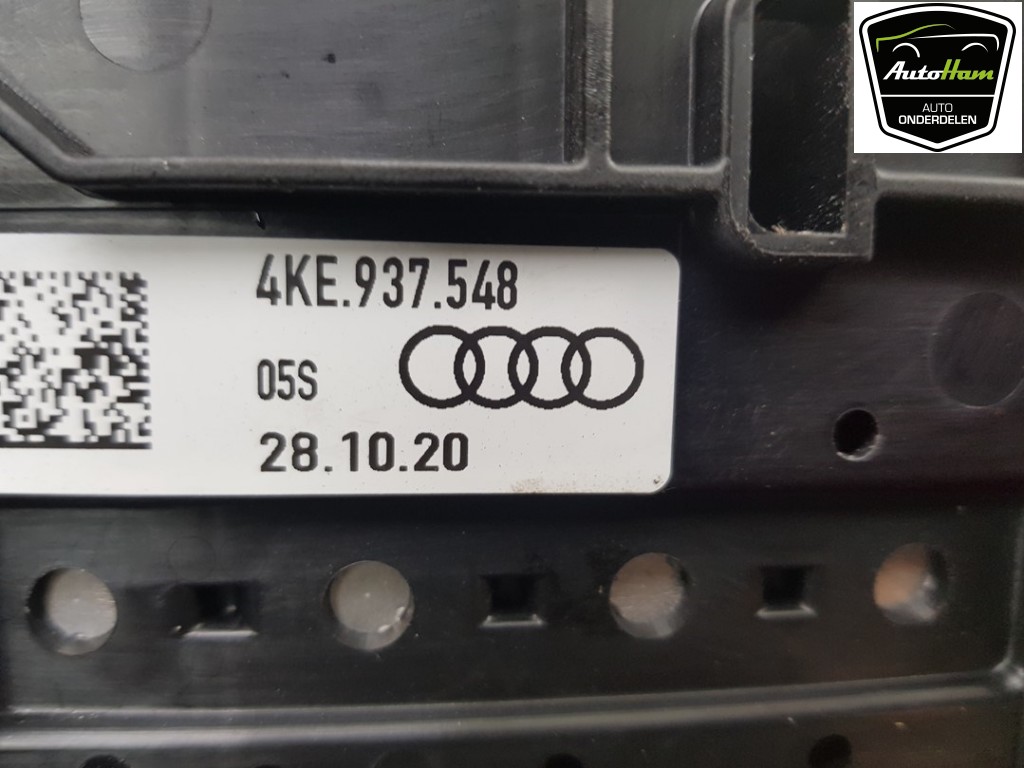 AutoHam
AUTO
ONDERDELEN
4KE.937.548
05S
28.10.20